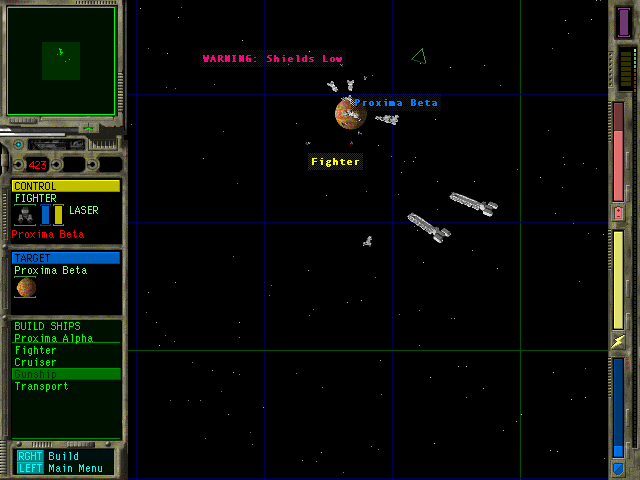 WARNING: Shields Low
Proxima Beta
Fighter
423
CONTROL
FIGHTER
LASER
Proxima Beta
TARGET
Proxima Beta
BUILD SHIPS
Proxima Alpha
Fighter
Cruiser
Gunship
Transport
RGHT Build
LEFT Main Menu